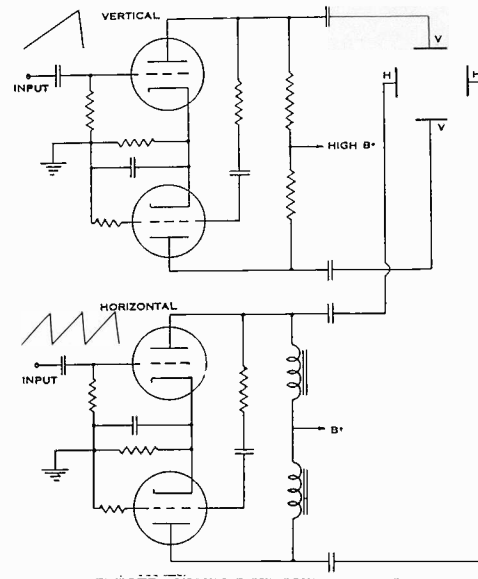 VERTICAL
INPUT
H
V
H
HIGH B+
V
HORIZONTAL
INPUT
B+